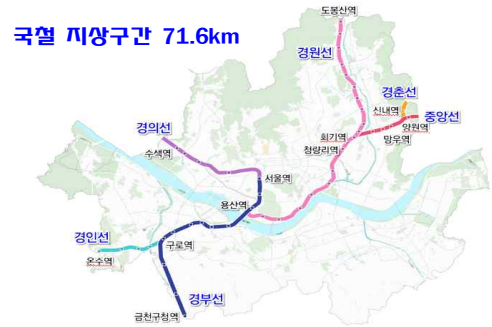 도봉산역
국철 지상구간 71.6km
경원선
경춘선
신내역
중앙선
경의선
양원역
회기역
망우역
수색역
청량리역
서울역
용산역
경인선
구로역
온수역
경부선
금천구청역